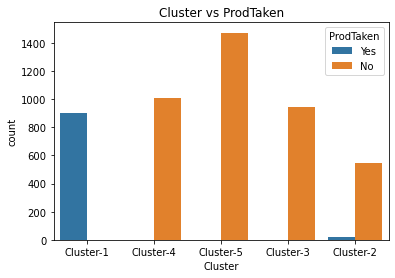 Cluster vs ProdTaken
ProdTaken
Yes
No
1400
1200
1000
800
600
400
200
0
count
Cluster-1 Cluster-4 Cluster-5 Cluster-3 Cluster-2
Cluster